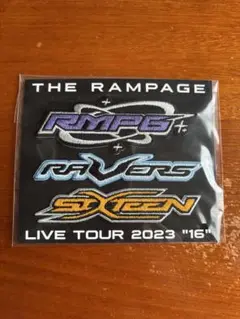 THE RAMPAGE
RMPG
RAVERS
SIXTEEN
LIVE TOUR 2023 "16"